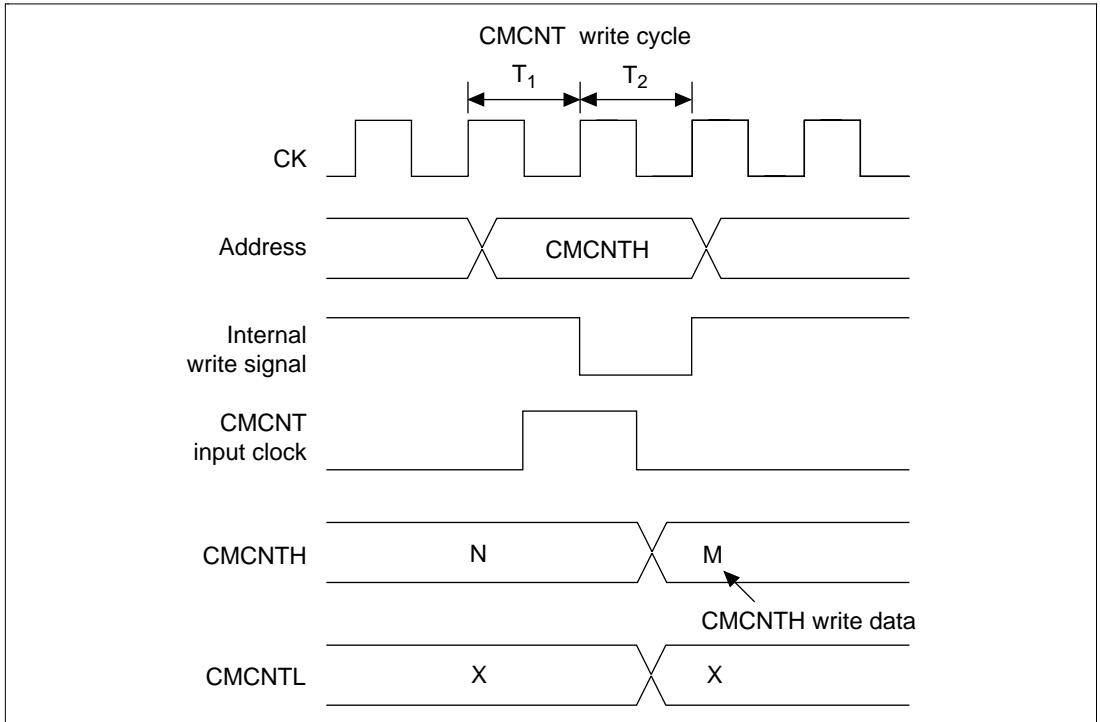 CMCNT write cycle
T1 T2
CK
Address
CMCNTH
Internal
write signal
CMCNT
input clock
CMCNTH
N
M
CMCNTH write data
CMCNTL
X
X